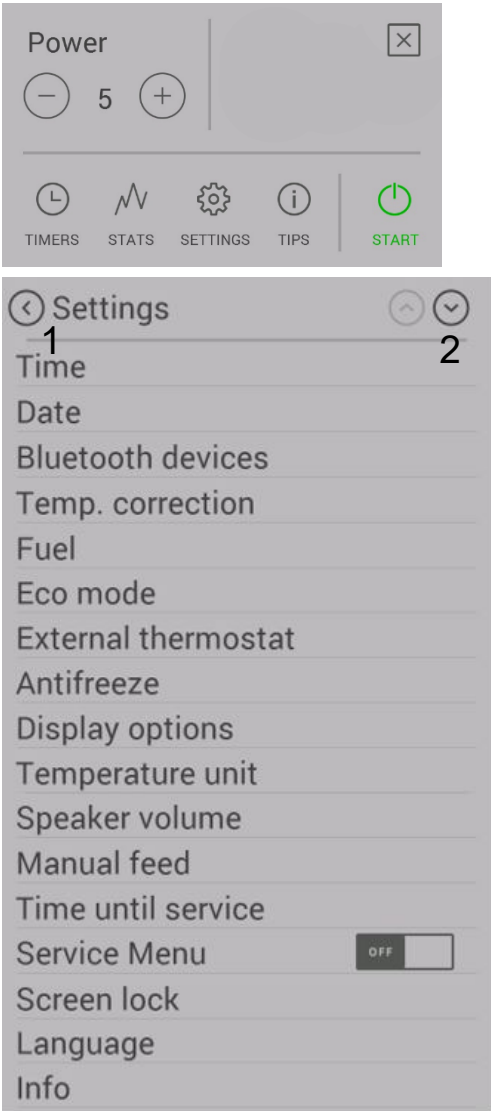 Power
5
TIMERS STATS SETTINGS TIPS START
Settings
1 2
Time
Date
Bluetooth devices
Temp. correction
Fuel
Eco mode
External thermostat
Antifreeze
Display options
Temperature unit
Speaker volume
Manual feed
Time until service
Service Menu OFF
Screen lock
Language
Info